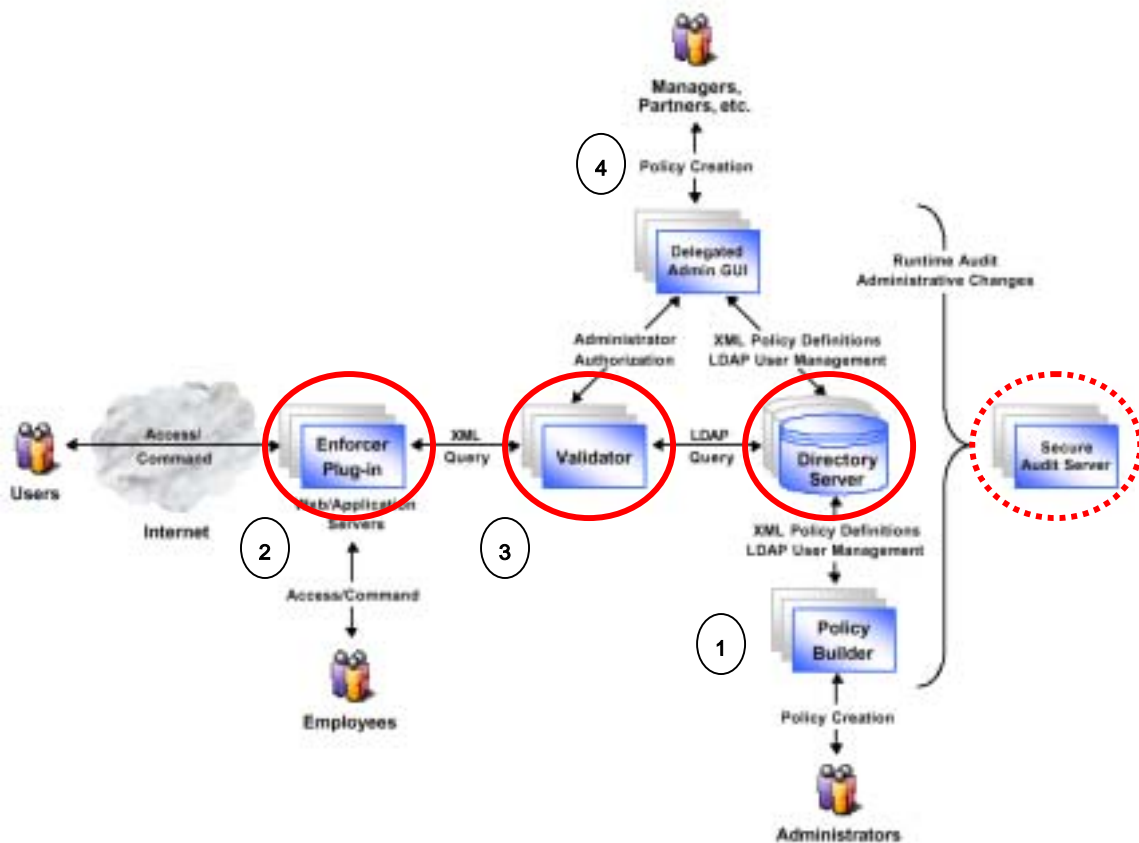 Managers,
Partners, etc.
4
Policy Creation
Delegated
Admin GUI
Runtime Audit
Administrative Changes
Administrator
Authorization
XML Policy Definitions
LDAP User Management
Users
Access/
Command
Internet
Enforcer
Plug-in
Web/Application
Servers
XML
Query
Validator
LDAP
Query
Directory
Server
Secure
Audit Server
2
3
XML Policy Definitions
LDAP User Management
Access/Command
Employees
1
Policy
Builder
Policy Creation
Administrators